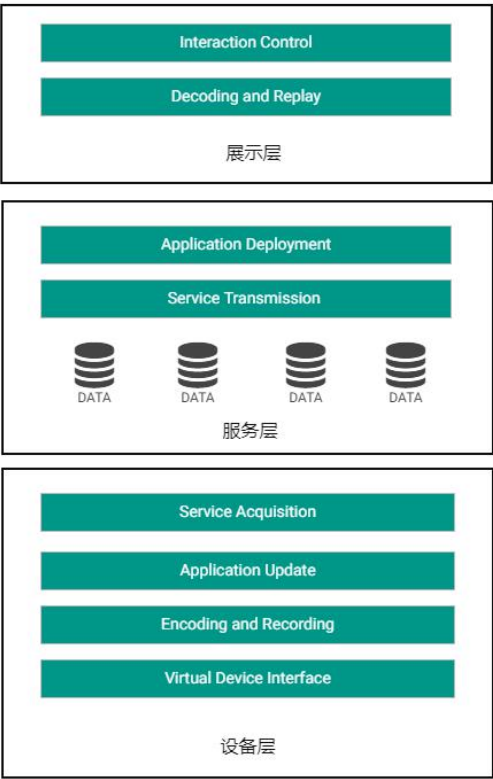 Interaction Control
Decoding and Replay
展示层
Application Deployment
Service Transmission
DATA DATA DATA DATA
服务层
Service Acquisition
Application Update
Encoding and Recording
Virtual Device Interface
设备层